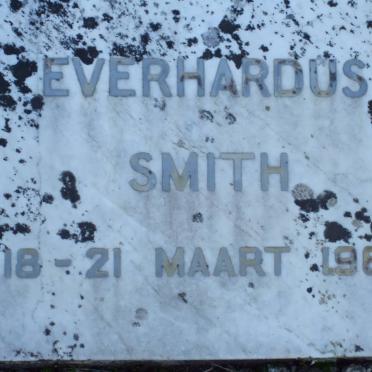 EVERHARDUS
SMITH
18 - 21 MAART 196